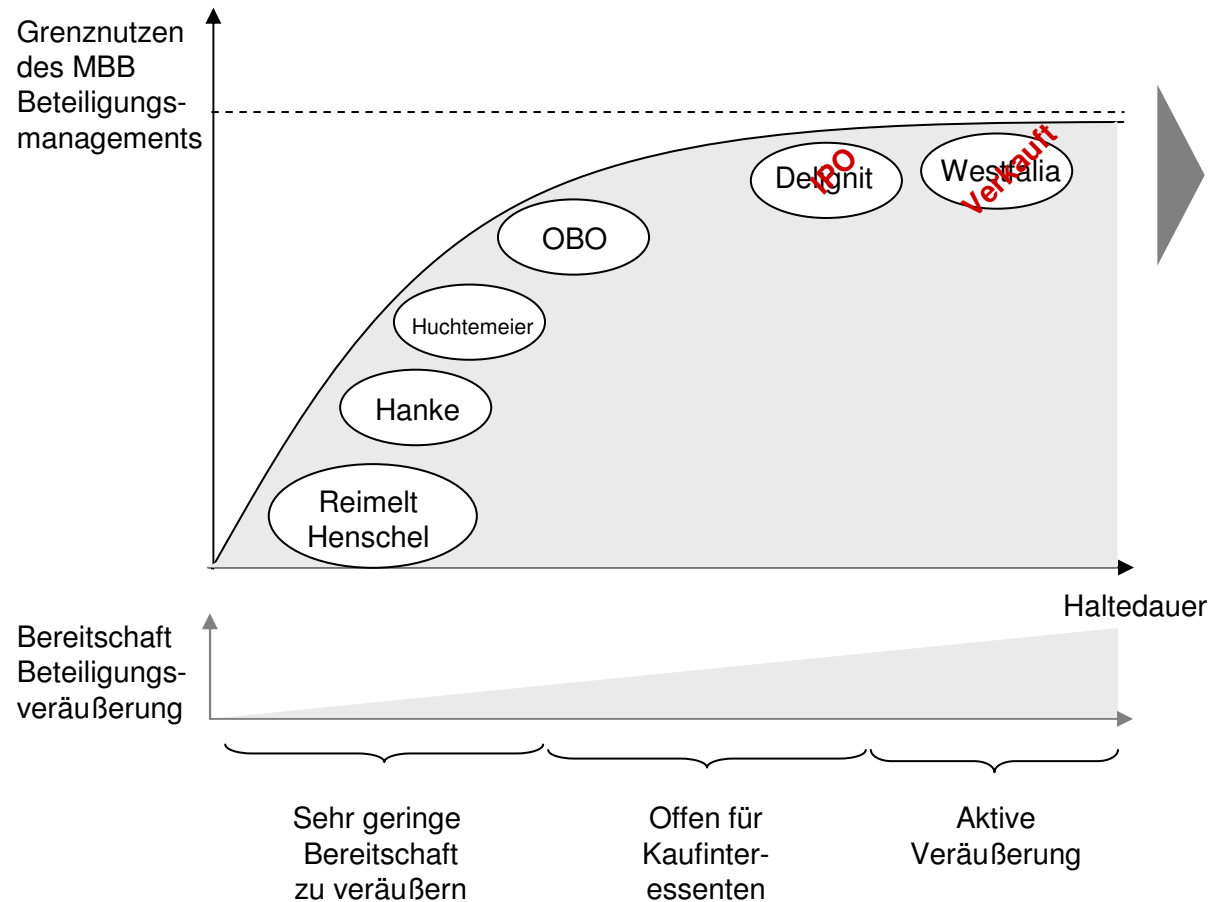 Grenznutzen
des MBB
Beteiligungs-
managements
Delignit
IPO
Westfalia
Verkauft
OBO
Huchtemeier
Hanke
Reimelt
Henschel
Haltedauer
Bereitschaft
Beteiligungs-
veräußerung
Sehr geringe
Bereitschaft
zu veräußern
Offen für
Kaufinter-
essenten
Aktive
Veräußerung